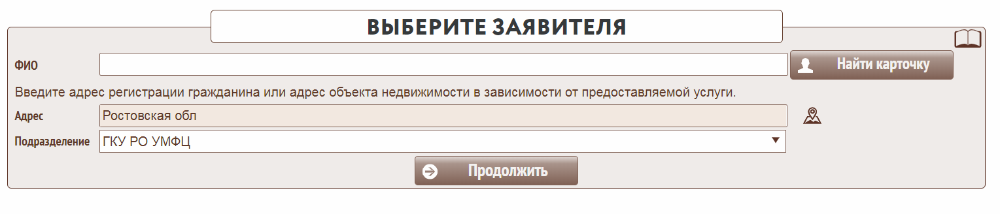 ВЫБЕРИТЕ ЗАЯВИТЕЛЯ
ФИО
Найти карточку
Введите адрес регистрации гражданина или адрес объекта недвижимости в зависимости от предоставляемой услуги.
Адрес Ростовская обл
Подразделение ГКУ РО УМФЦ
Продолжить